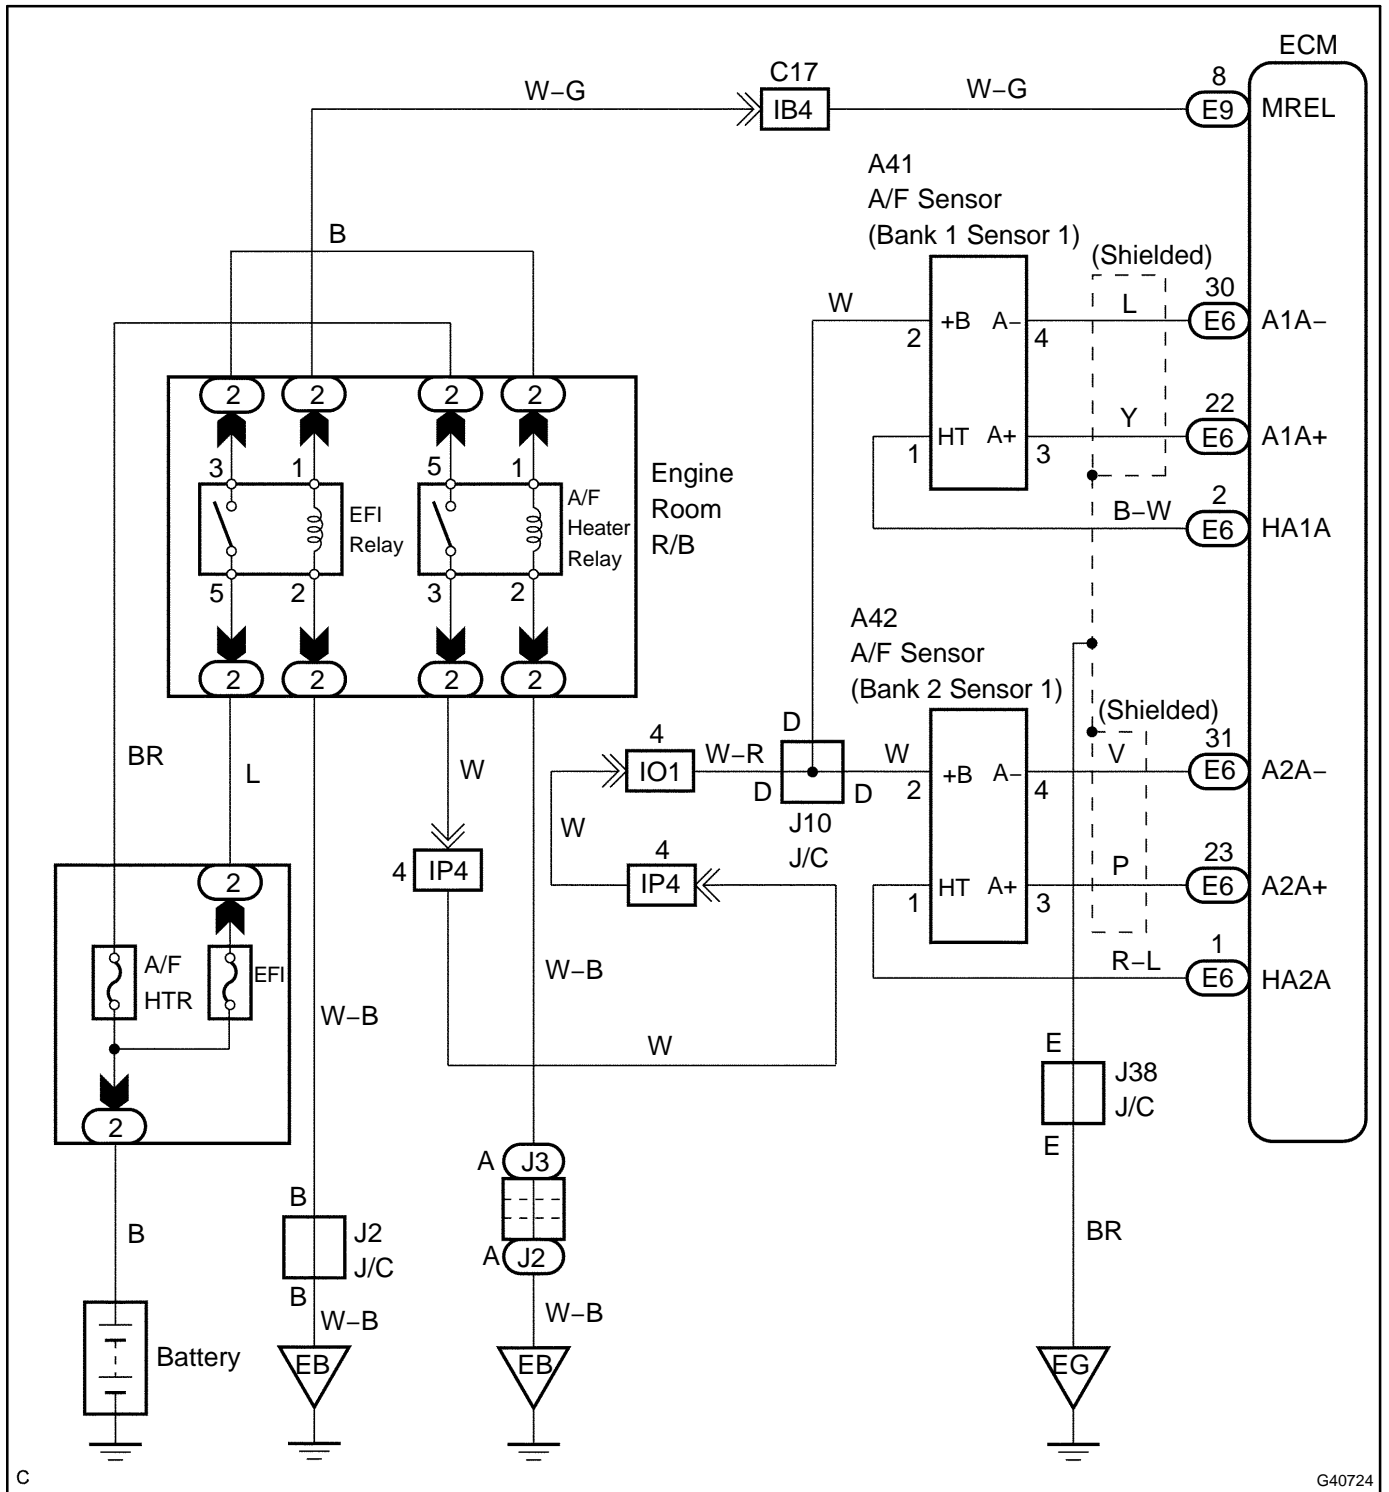 ECM
C17
8
W–G
IB4
W–G
E9
MREL
A41
A/F Sensor
(Bank 1 Sensor 1)
B
(Shielded)
W
L
30
2
+B
A–
4
E6
A1A–
2
2
2
2
Y
22
1
HT
A+
3
E6
A1A+
3
1
5
1
Engine
Room
R/B
EFI
Relay
A/F
Heater
Relay
B–W
2
E6
HA1A
5
2
3
2
A42
A/F Sensor
(Bank 2 Sensor 1)
2
2
2
2
(Shielded)
D
4
W–R
W
V
31
BR
L
W
IO1
D
D
2
+B
A–
4
E6
A2A–
J10
J/C
W
4
4
IP4
IP4
P
23
2
1
HT
A+
3
E6
A2A+
A/F
HTR
EFI
W–B
R–L
1
E6
HA2A
W–B
W
E
J38
J/C
E
2
A
J3
B
B
J2
J/C
B
A
J2
BR
W–B
W–B
Battery
EB
EB
EG
C
G40724